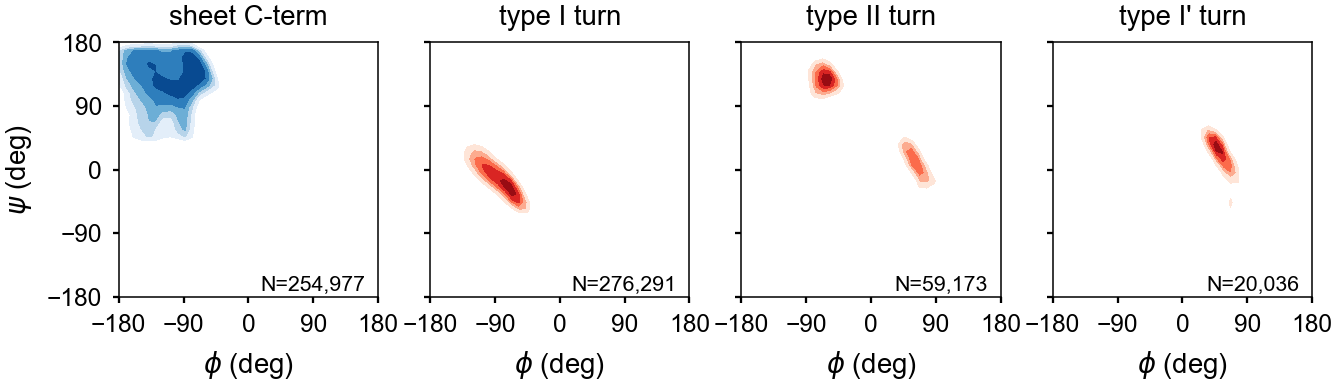 sheet C-term
type I turn
type II turn
type I' turn
180
90
0
−90
−180
ψ (deg)
N=254,977
N=276,291
N=59,173
N=20,036
−180 −90 0 90 180
−180 −90 0 90 180
−180 −90 0 90 180
−180 −90 0 90 180
ϕ (deg)
ϕ (deg)
ϕ (deg)
ϕ (deg)